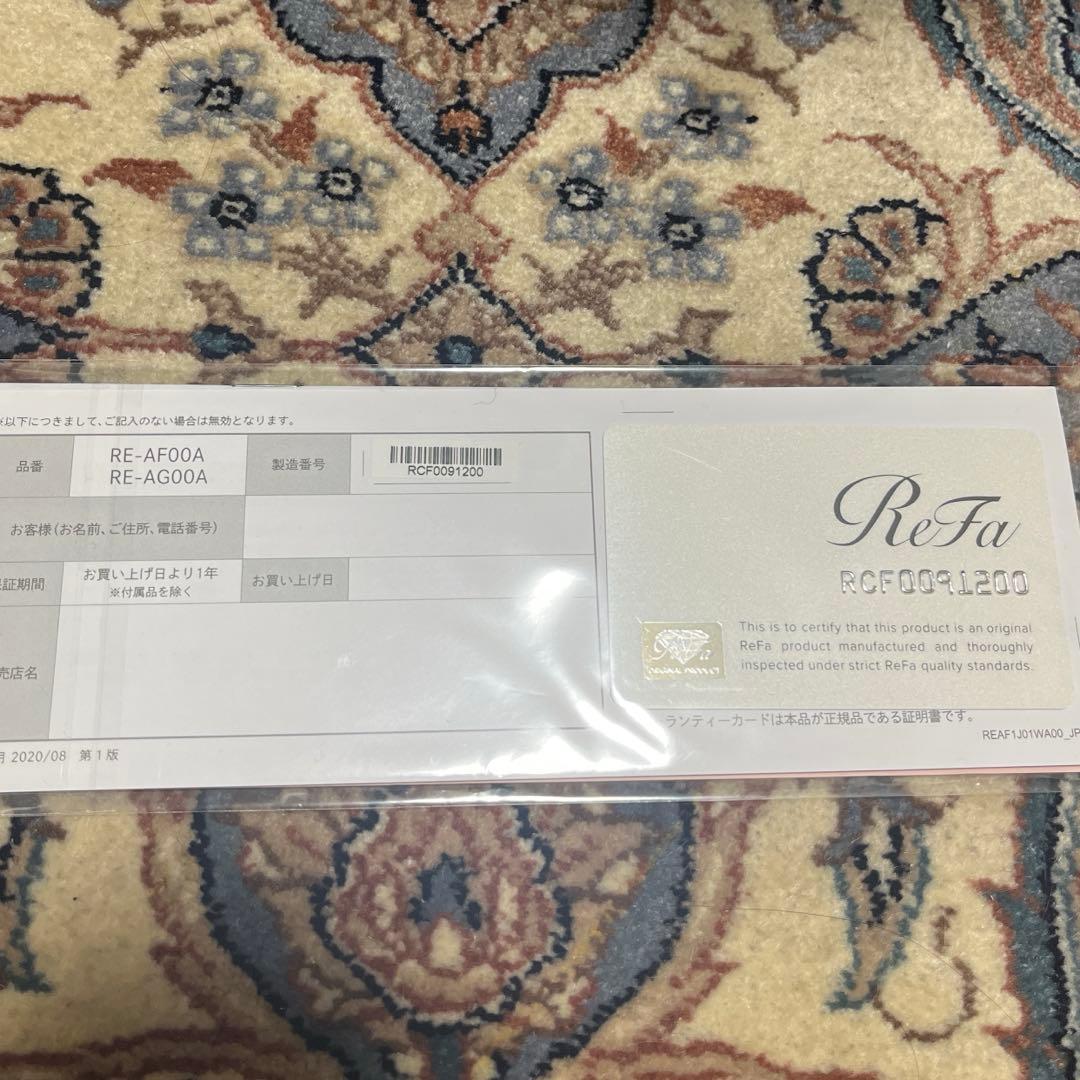 ※以下につきまして、ご記入のない場合は無効となります。
品番
RE-AF00A
RE-AG00A
製造番号
RCF0091200
お客様(お名前、ご住所、電話番号)
証期間
お買い上げ日より1年
※付属品を除く
お買い上げ日
売店名
月 2020/08 第1版
ReFa
RCF0091200
This is to certify that this product is an original
ReFa product manufactured and thoroughly
inspected under strict ReFa quality standards.
ReFa
ランティーカードは本品が正規品である証明書です。
REAF1J01WA00_JP